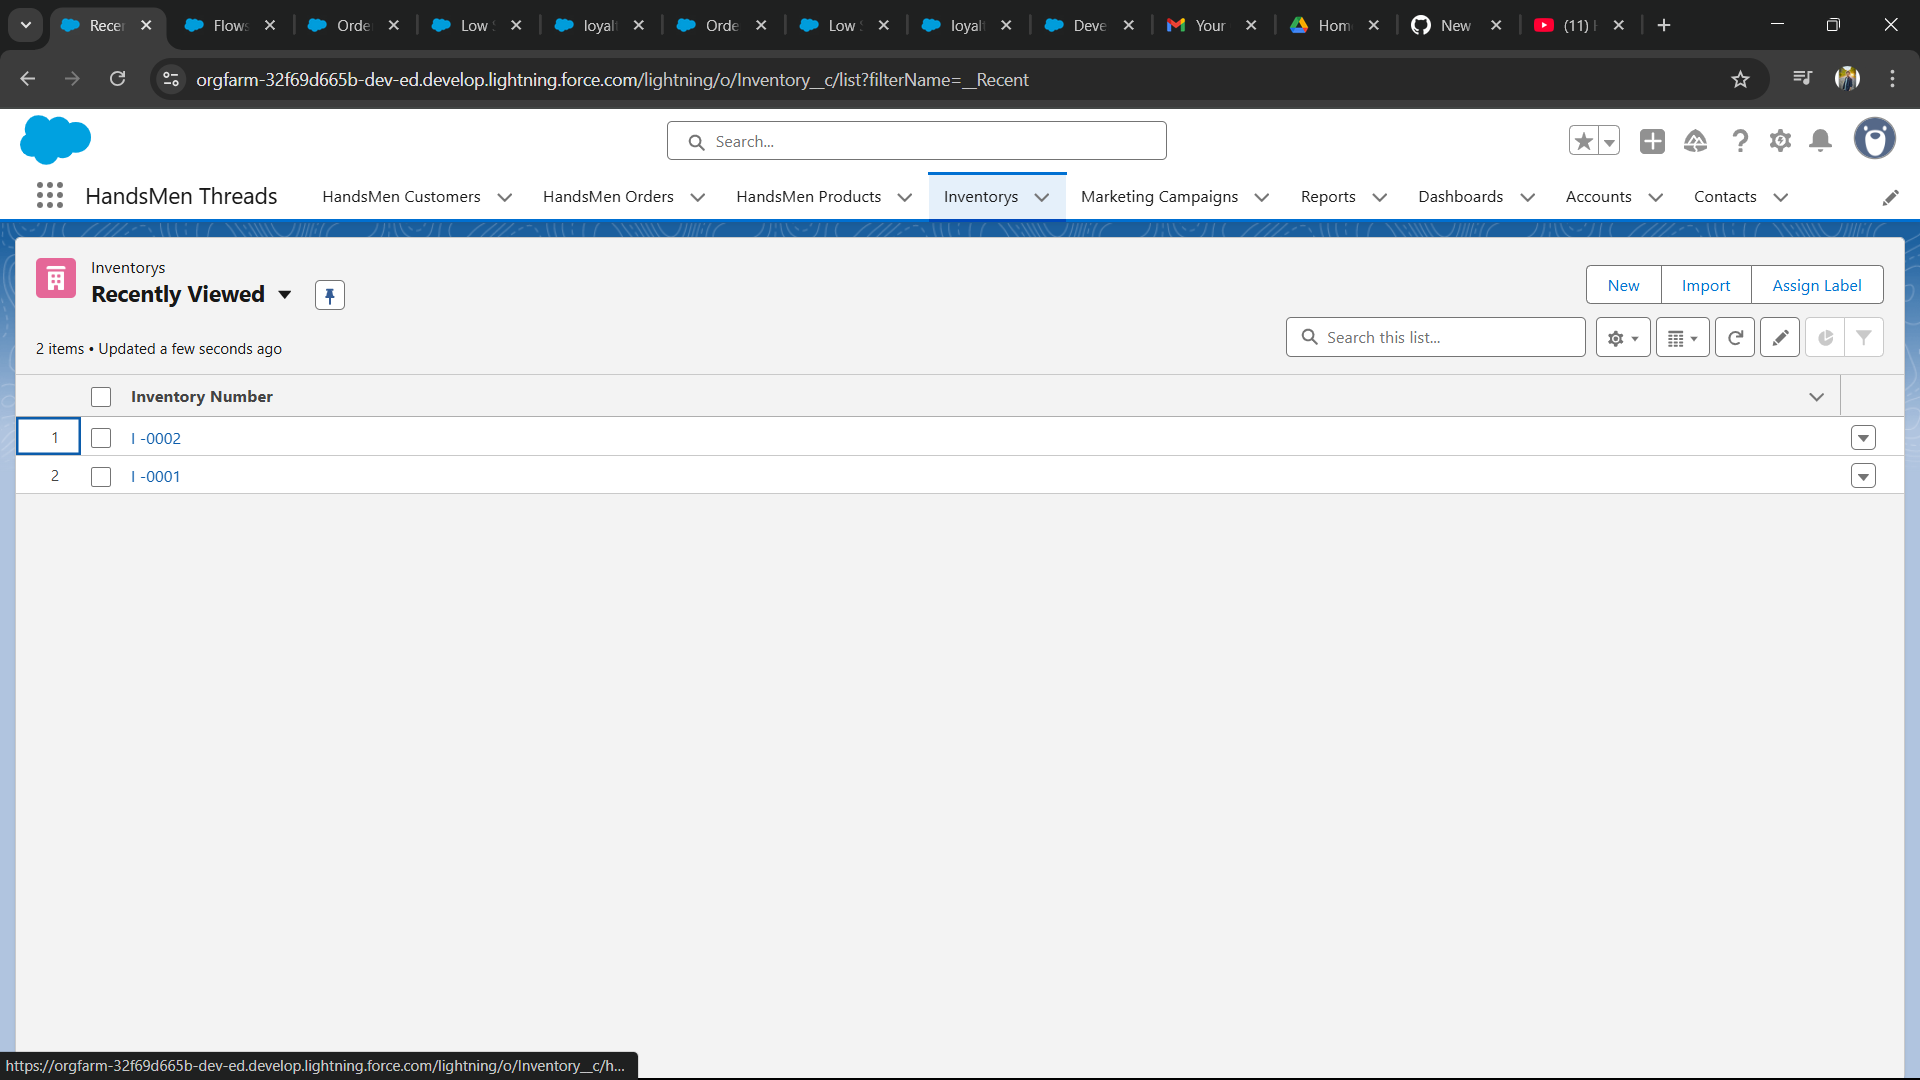 Recer
Flows
Orde
Low S
loyalt
Orde
Low S
loyalt
Deve
Your
Hom
New
(11)
orgfarm-32f69d665b-dev-ed.develop.lightning.force.com/lightning/o/Inventory__c/list?filterName=__Recent
Search...
HandsMen Threads
HandsMen Customers
HandsMen Orders
HandsMen Products
Inventorys
Marketing Campaigns
Reports
Dashboards
Accounts
Contacts
Inventorys
Recently Viewed
New
Import
Assign Label
2 items • Updated a few seconds ago
Search this list...
Inventory Number
1
I -0002
2
I -0001
https://orgfarm-32f69d665b-dev-ed.develop.lightning.force.com/lightning/o/Inventory__c/h...